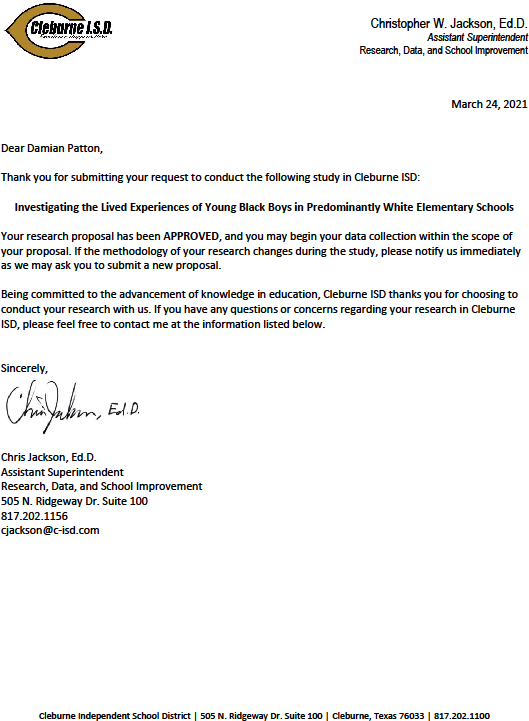 Cleburne I.S.D.
Christopher W. Jackson, Ed.D.
Assistant Superintendent
Research, Data, and School Improvement
March 24, 2021
Dear Damian Patton,
Thank you for submitting your request to conduct the following study in Cleburne ISD:
Investigating the Lived Experiences of Young Black Boys in Predominantly White Elementary Schools
Your research proposal has been APPROVED, and you may begin your data collection within the scope of
your proposal. If the methodology of your research changes during the study, please notify us immediately
as we may ask you to submit a new proposal.
Being committed to the advancement of knowledge in education, Cleburne ISD thanks you for choosing to
conduct your research with us. If you have any questions or concerns regarding your research in Cleburne
ISD, please feel free to contact me at the information listed below.
Sincerely,
Chris Jackson, Ed.D.
Chris Jackson, Ed.D.
Assistant Superintendent
Research, Data, and School Improvement
505 N. Ridgeway Dr. Suite 100
817.202.1156
cjackson@c-isd.com
Cleburne Independent School District | 505 N. Ridgeway Dr. Suite 100 | Cleburne, Texas 76033 | 817.202.1100